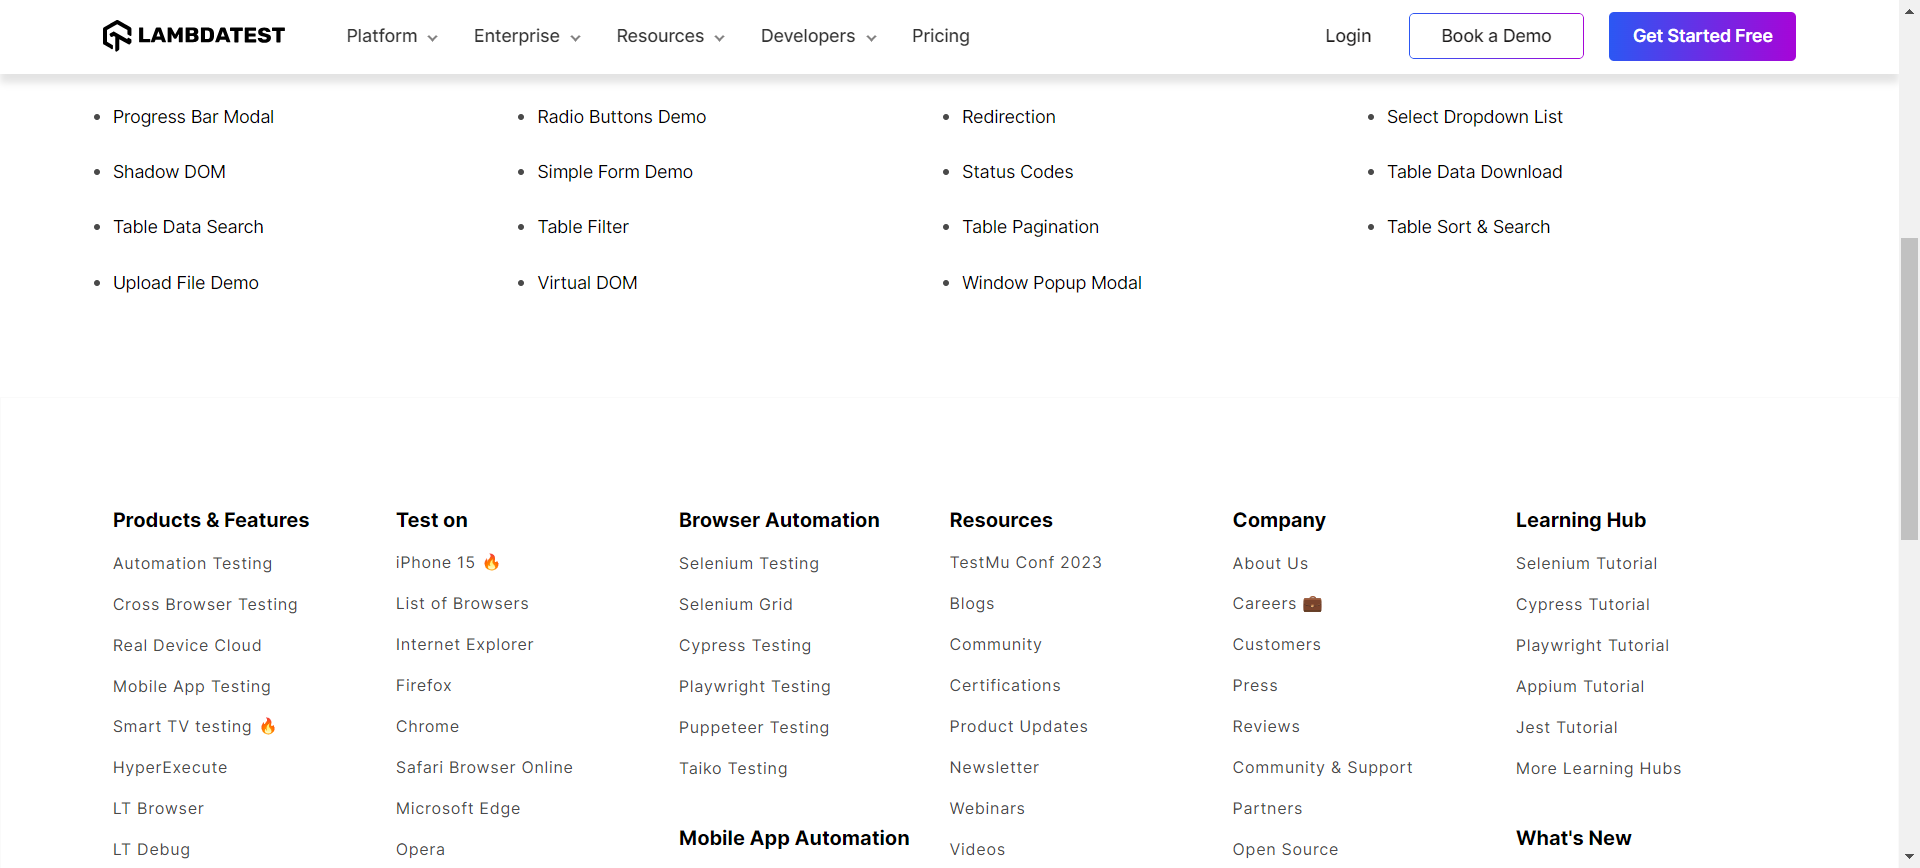 LAMBDATEST Platform Enterprise Resources Developers Pricing Login Book a Demo Get Started Free
Progress Bar Modal Radio Buttons Demo Redirection Select Dropdown List
Shadow DOM Simple Form Demo Status Codes Table Data Download
Table Data Search Table Filter Table Pagination Table Sort & Search
Upload File Demo Virtual DOM Window Popup Modal
Products & Features
Automation Testing
Cross Browser Testing
Real Device Cloud
Mobile App Testing
Smart TV testing 🔥
HyperExecute
LT Browser
LT Debug
Test on
iPhone 15 🔥
List of Browsers
Internet Explorer
Firefox
Chrome
Safari Browser Online
Microsoft Edge
Opera
Browser Automation
Selenium Testing
Selenium Grid
Cypress Testing
Playwright Testing
Puppeteer Testing
Taiko Testing
Mobile App Automation
Resources
TestMu Conf 2023
Blogs
Community
Certifications
Product Updates
Newsletter
Webinars
Videos
Company
About Us
Careers 💼
Customers
Press
Reviews
Community & Support
Partners
Open Source
Learning Hub
Selenium Tutorial
Cypress Tutorial
Playwright Tutorial
Appium Tutorial
Jest Tutorial
More Learning Hubs
What's New